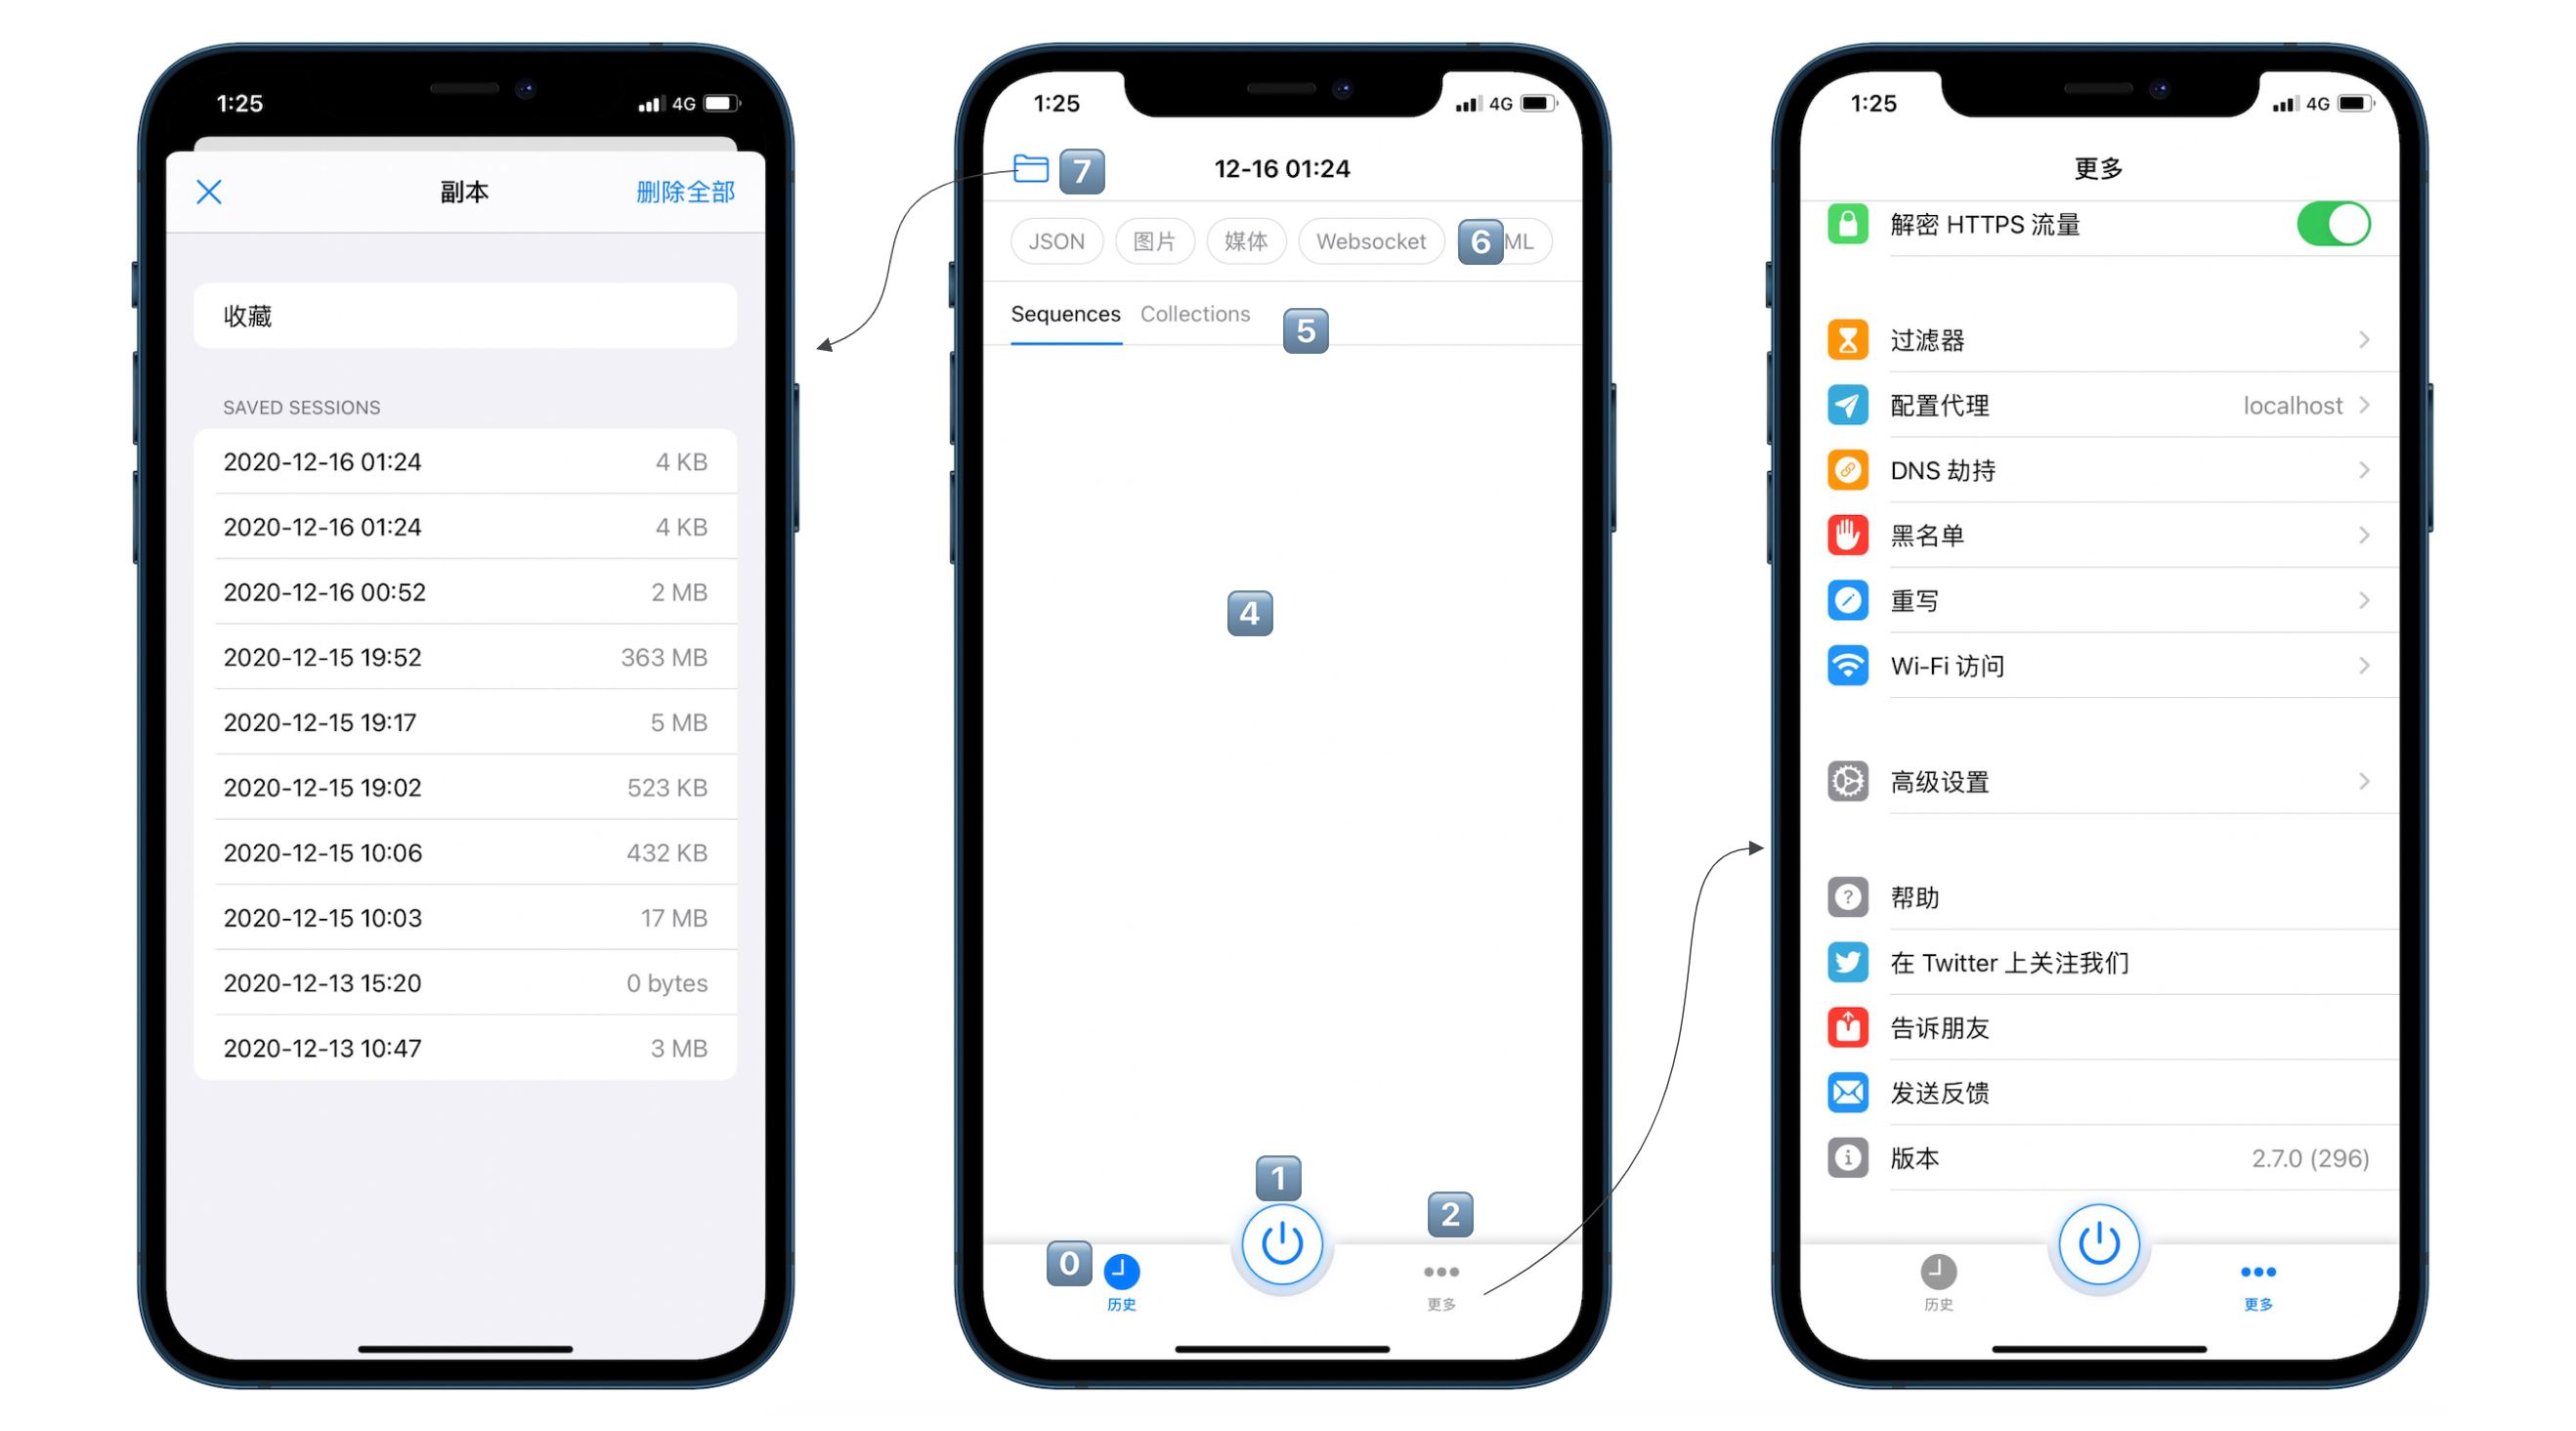 1:25
4G
副本
删除全部
收藏
SAVED SESSIONS
2020-12-16 01:24 4 KB
2020-12-16 01:24 4 KB
2020-12-16 00:52 2 MB
2020-12-15 19:52 363 MB
2020-12-15 19:17 5 MB
2020-12-15 19:02 523 KB
2020-12-15 10:06 432 KB
2020-12-15 10:03 17 MB
2020-12-13 15:20 0 bytes
2020-12-13 10:47 3 MB
1:25
4G
7
12-16 01:24
JSON 图片 媒体 Websocket 6 ML
Sequences Collections 5
4
1
2
0
历史
更多
1:25
4G
更多
解密 HTTPS 流量
过滤器
配置代理 localhost
DNS 劫持
黑名单
重写
Wi-Fi 访问
高级设置
帮助
在 Twitter 上关注我们
告诉朋友
发送反馈
版本 2.7.0 (296)
历史
更多